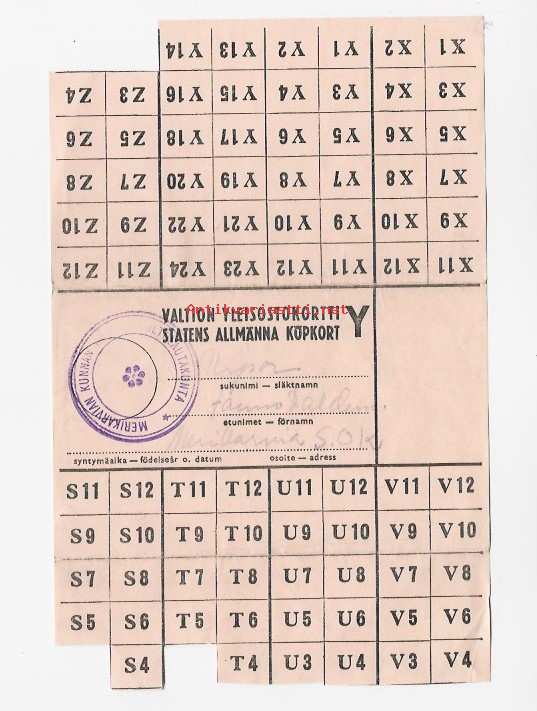 Y14 Y13 Y2 Y1 X2 X1
Z4 Z3 Y16 Y15 Y4 Y3 X4 X3
Z6 Z5 Y18 Y17 Y6 Y5 X6 X5
Z8 Z7 Y20 Y19 Y8 Y7 X8 X7
Z10 Z9 Y22 Y21 Y10 Y9 X10 X9
Z12 Z11 Y24 Y23 Y12 Y11 X12 X11
VALTION YLEISOSTOKORTTI Y
Antikvariaatti.net
STATENS ALLMÄNNA KÖPKORT
MERIKARVIAN KUNNAN
sukunimi — släktnamn
etunimet — förnamn
S.O.K.
syntymäaika — födelseår o. datum osoite — adress
S11 S12 T11 T12 U11 U12 V11 V12
S9 S10 T9 T10 U9 U10 V9 V10
S7 S8 T7 T8 U7 U8 V7 V8
S5 S6 T5 T6 U5 U6 V5 V6
S4 T4 U3 U4 V3 V4